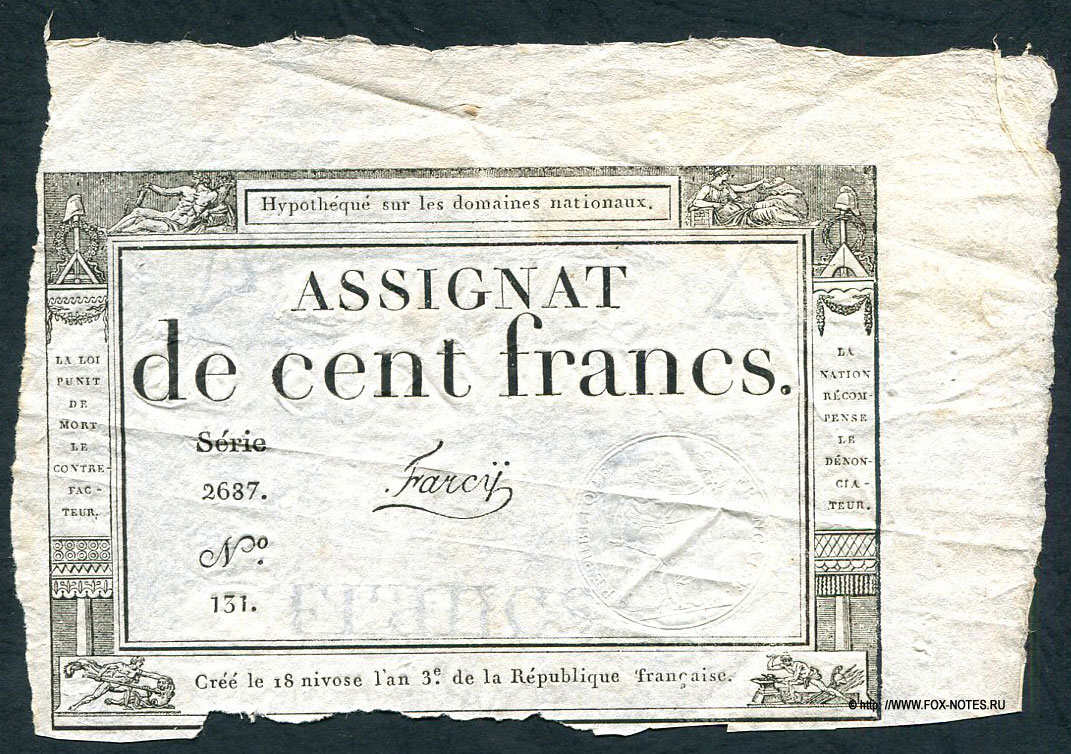 Hypothéqué sur les domaines nationaux.
ASSIGNAT
de cent francs.
LA LOI
PUNIT
DE
MORT
LE
CONTRE-
FAC-
TEUR.
Série
2687.
Farcÿ
Nº.
131.
LA
NATION
RÉCOM-
PENSE
LE
DÉNON-
CIA-
TEUR.
Créé le 18 nivose l'an 3e. de la République française.
© http://WWW.FOX-NOTES.RU